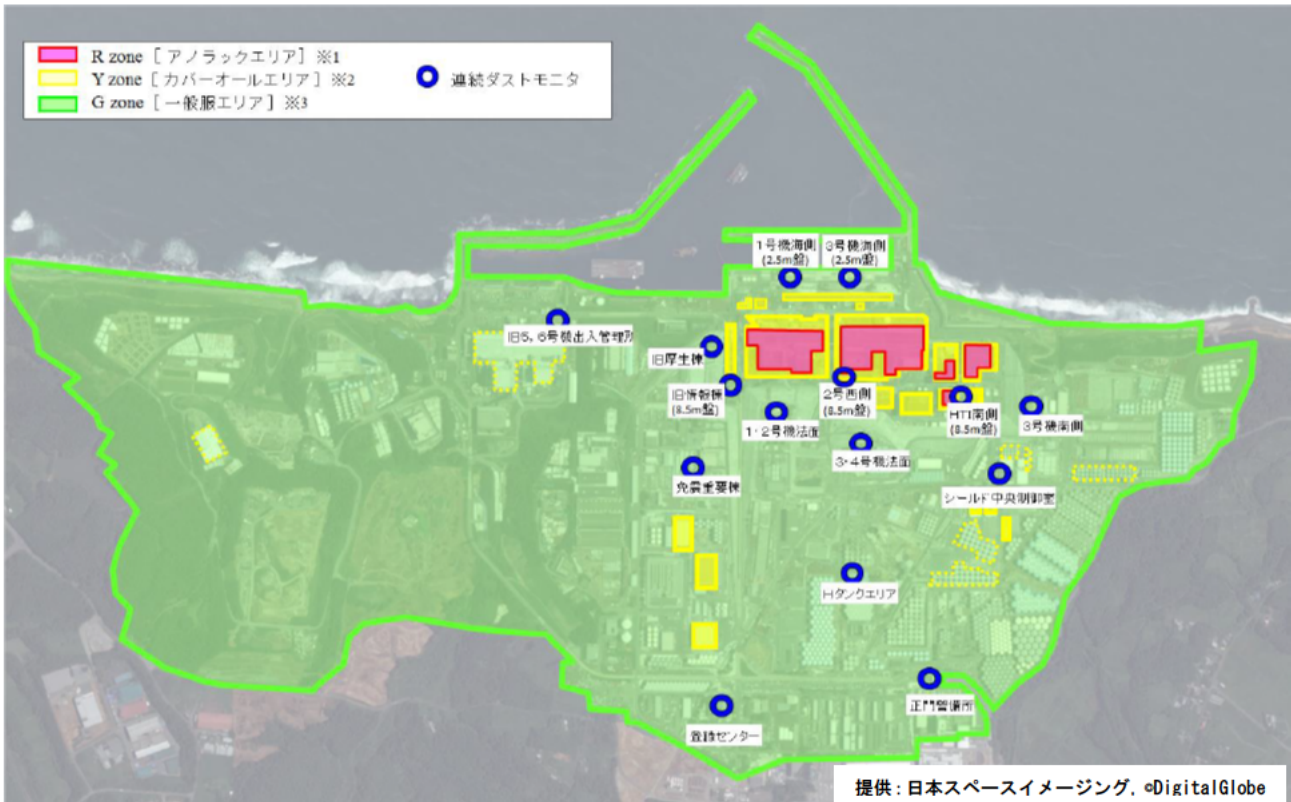 R zone [アノラックエリア] ※1
Y zone [カバーオールエリア] ※2
G zone [一般服エリア] ※3
連続ダストモニタ
1号機海側
(2.5m盤)
3号機海側
(2.5m盤)
旧5，6号機出入管理所
旧厚生棟
旧情報棟
(8.5m盤)
2号西側
(8.5m盤)
1・2号機法面
HTI南側
(8.5m盤)
3号機南側
3・4号機法面
免震重要棟
シールド中央制御室
Hタンクエリア
正門警備所
登録センター
提供：日本スペースイメージング，©DigitalGlobe